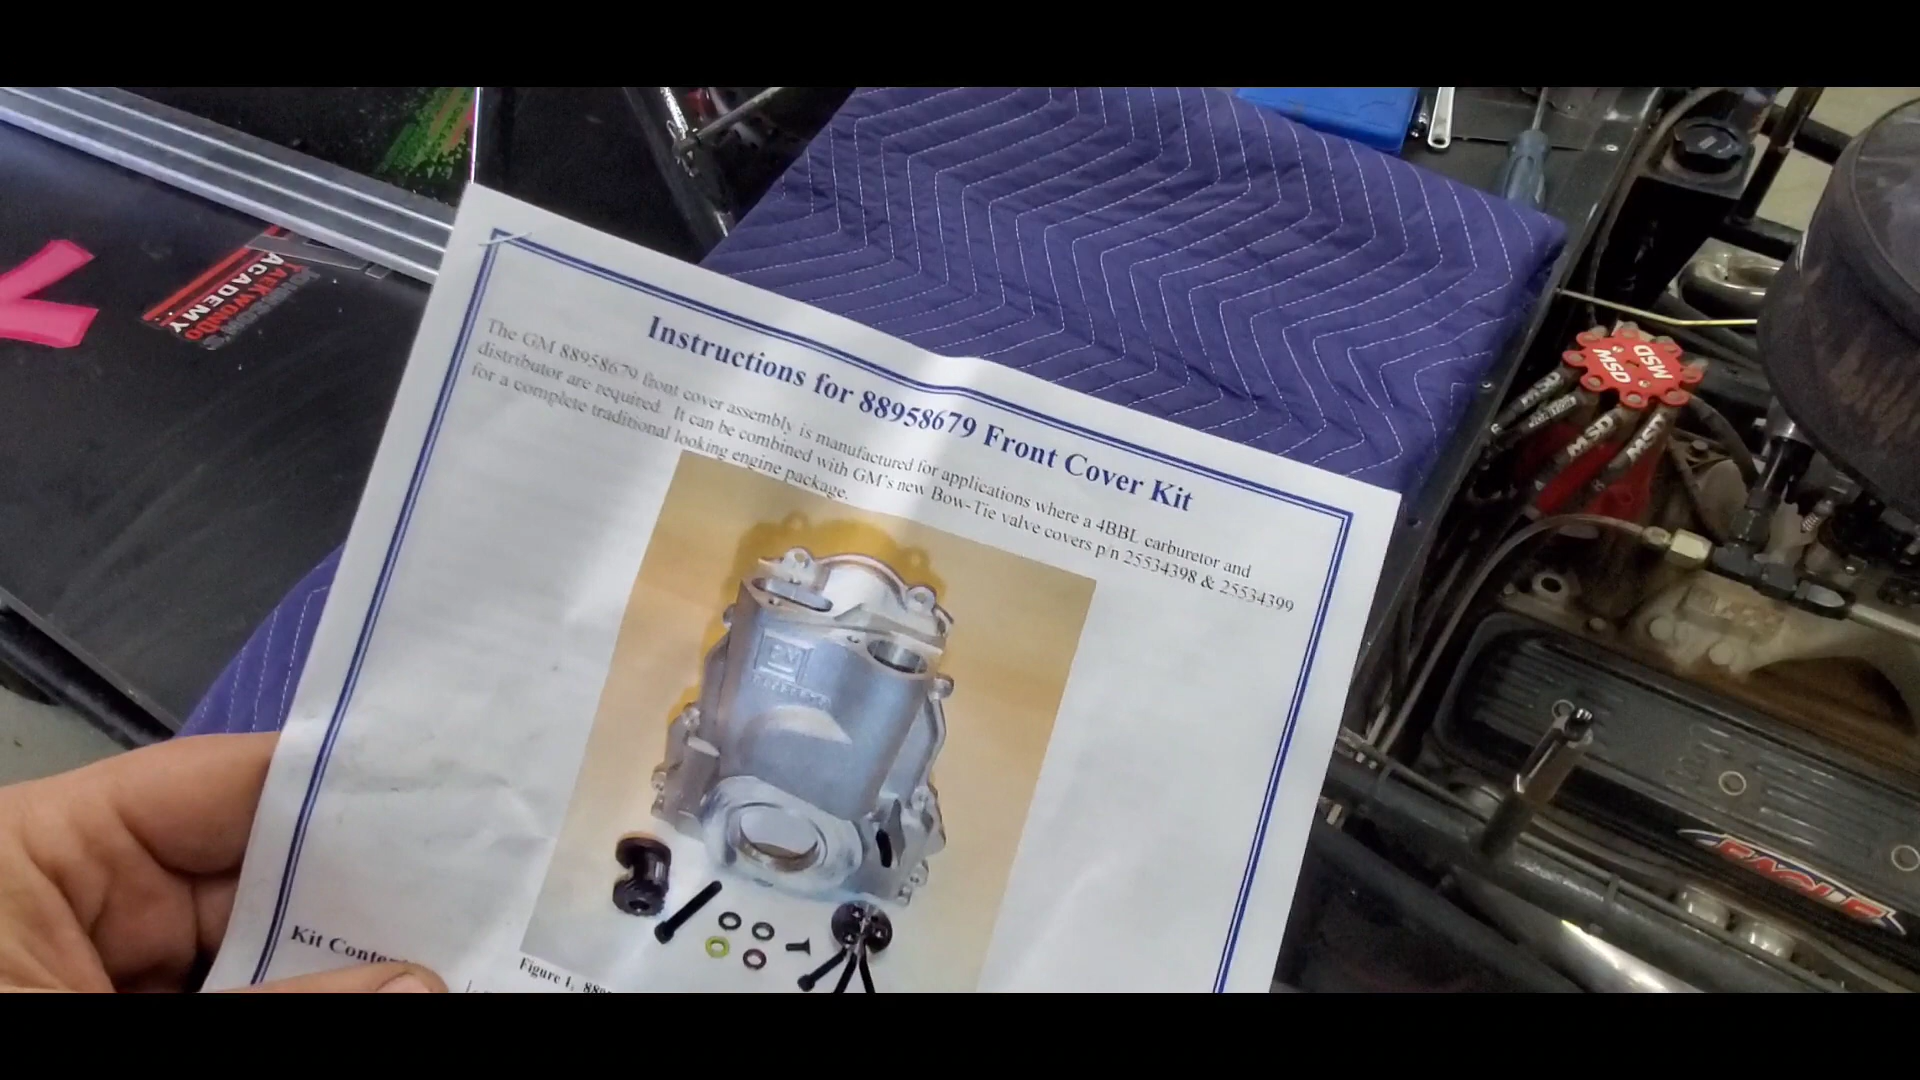 Instructions for 88958679 Front Cover Kit
The GM 88958679 front cover assembly is manufactured for applications where a 4BBL carburetor and
distributor are required. It can be combined with GM's new Bow-Tie valve covers p/n 25534398 & 25534399
for a complete traditional looking engine package.
Figure 1.
TAEKWONDO
ACADEMY
MSD
MSD
MSD
MSD
EAGLE